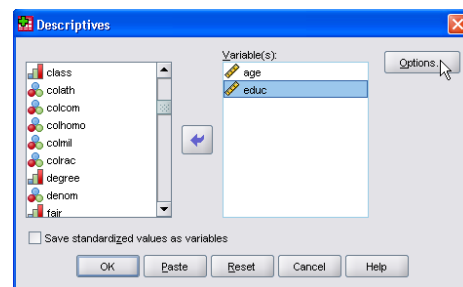 Descriptives
Variable(s):
class
colath
colcom
colhomo
colmil
colrac
degree
denom
fair
age
educ
Options...
Save standardized values as variables
OK
Paste
Reset
Cancel
Help